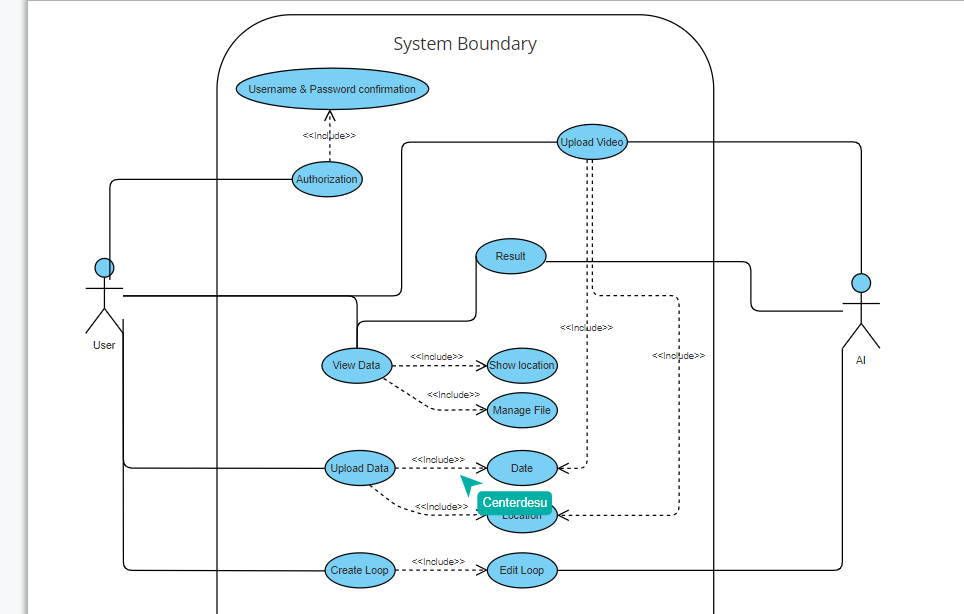 System Boundary
Username & Password confirmation
<<Include>>
Upload Video
Authorization
Result
User
AI
<<Include>>
<<Include>>
<<Include>>
View Data
Show location
<<Include>>
Manage File
<<Include>>
Upload Data
Date
Centerdesu
<<Include>>
Location
<<Include>>
Create Loop
Edit Loop